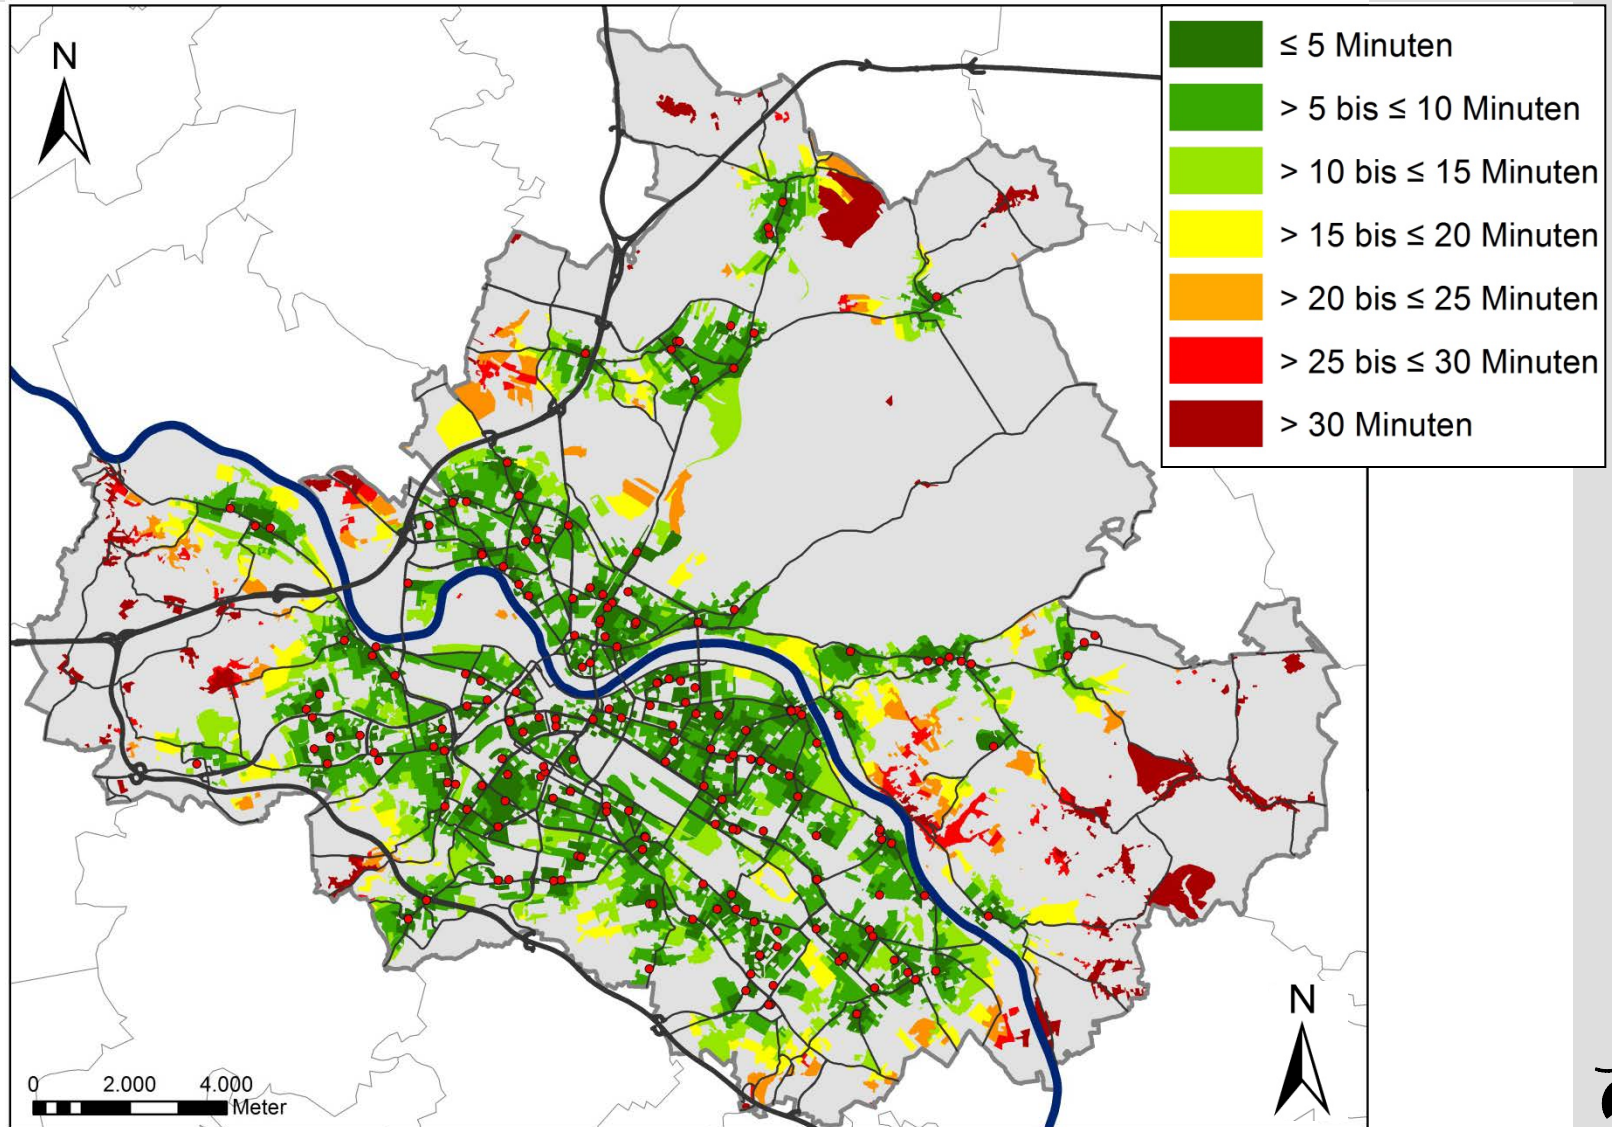 N
≤ 5 Minuten
> 5 bis ≤ 10 Minuten
> 10 bis ≤ 15 Minuten
> 15 bis ≤ 20 Minuten
> 20 bis ≤ 25 Minuten
> 25 bis ≤ 30 Minuten
> 30 Minuten
N
0 2.000 4.000
Meter